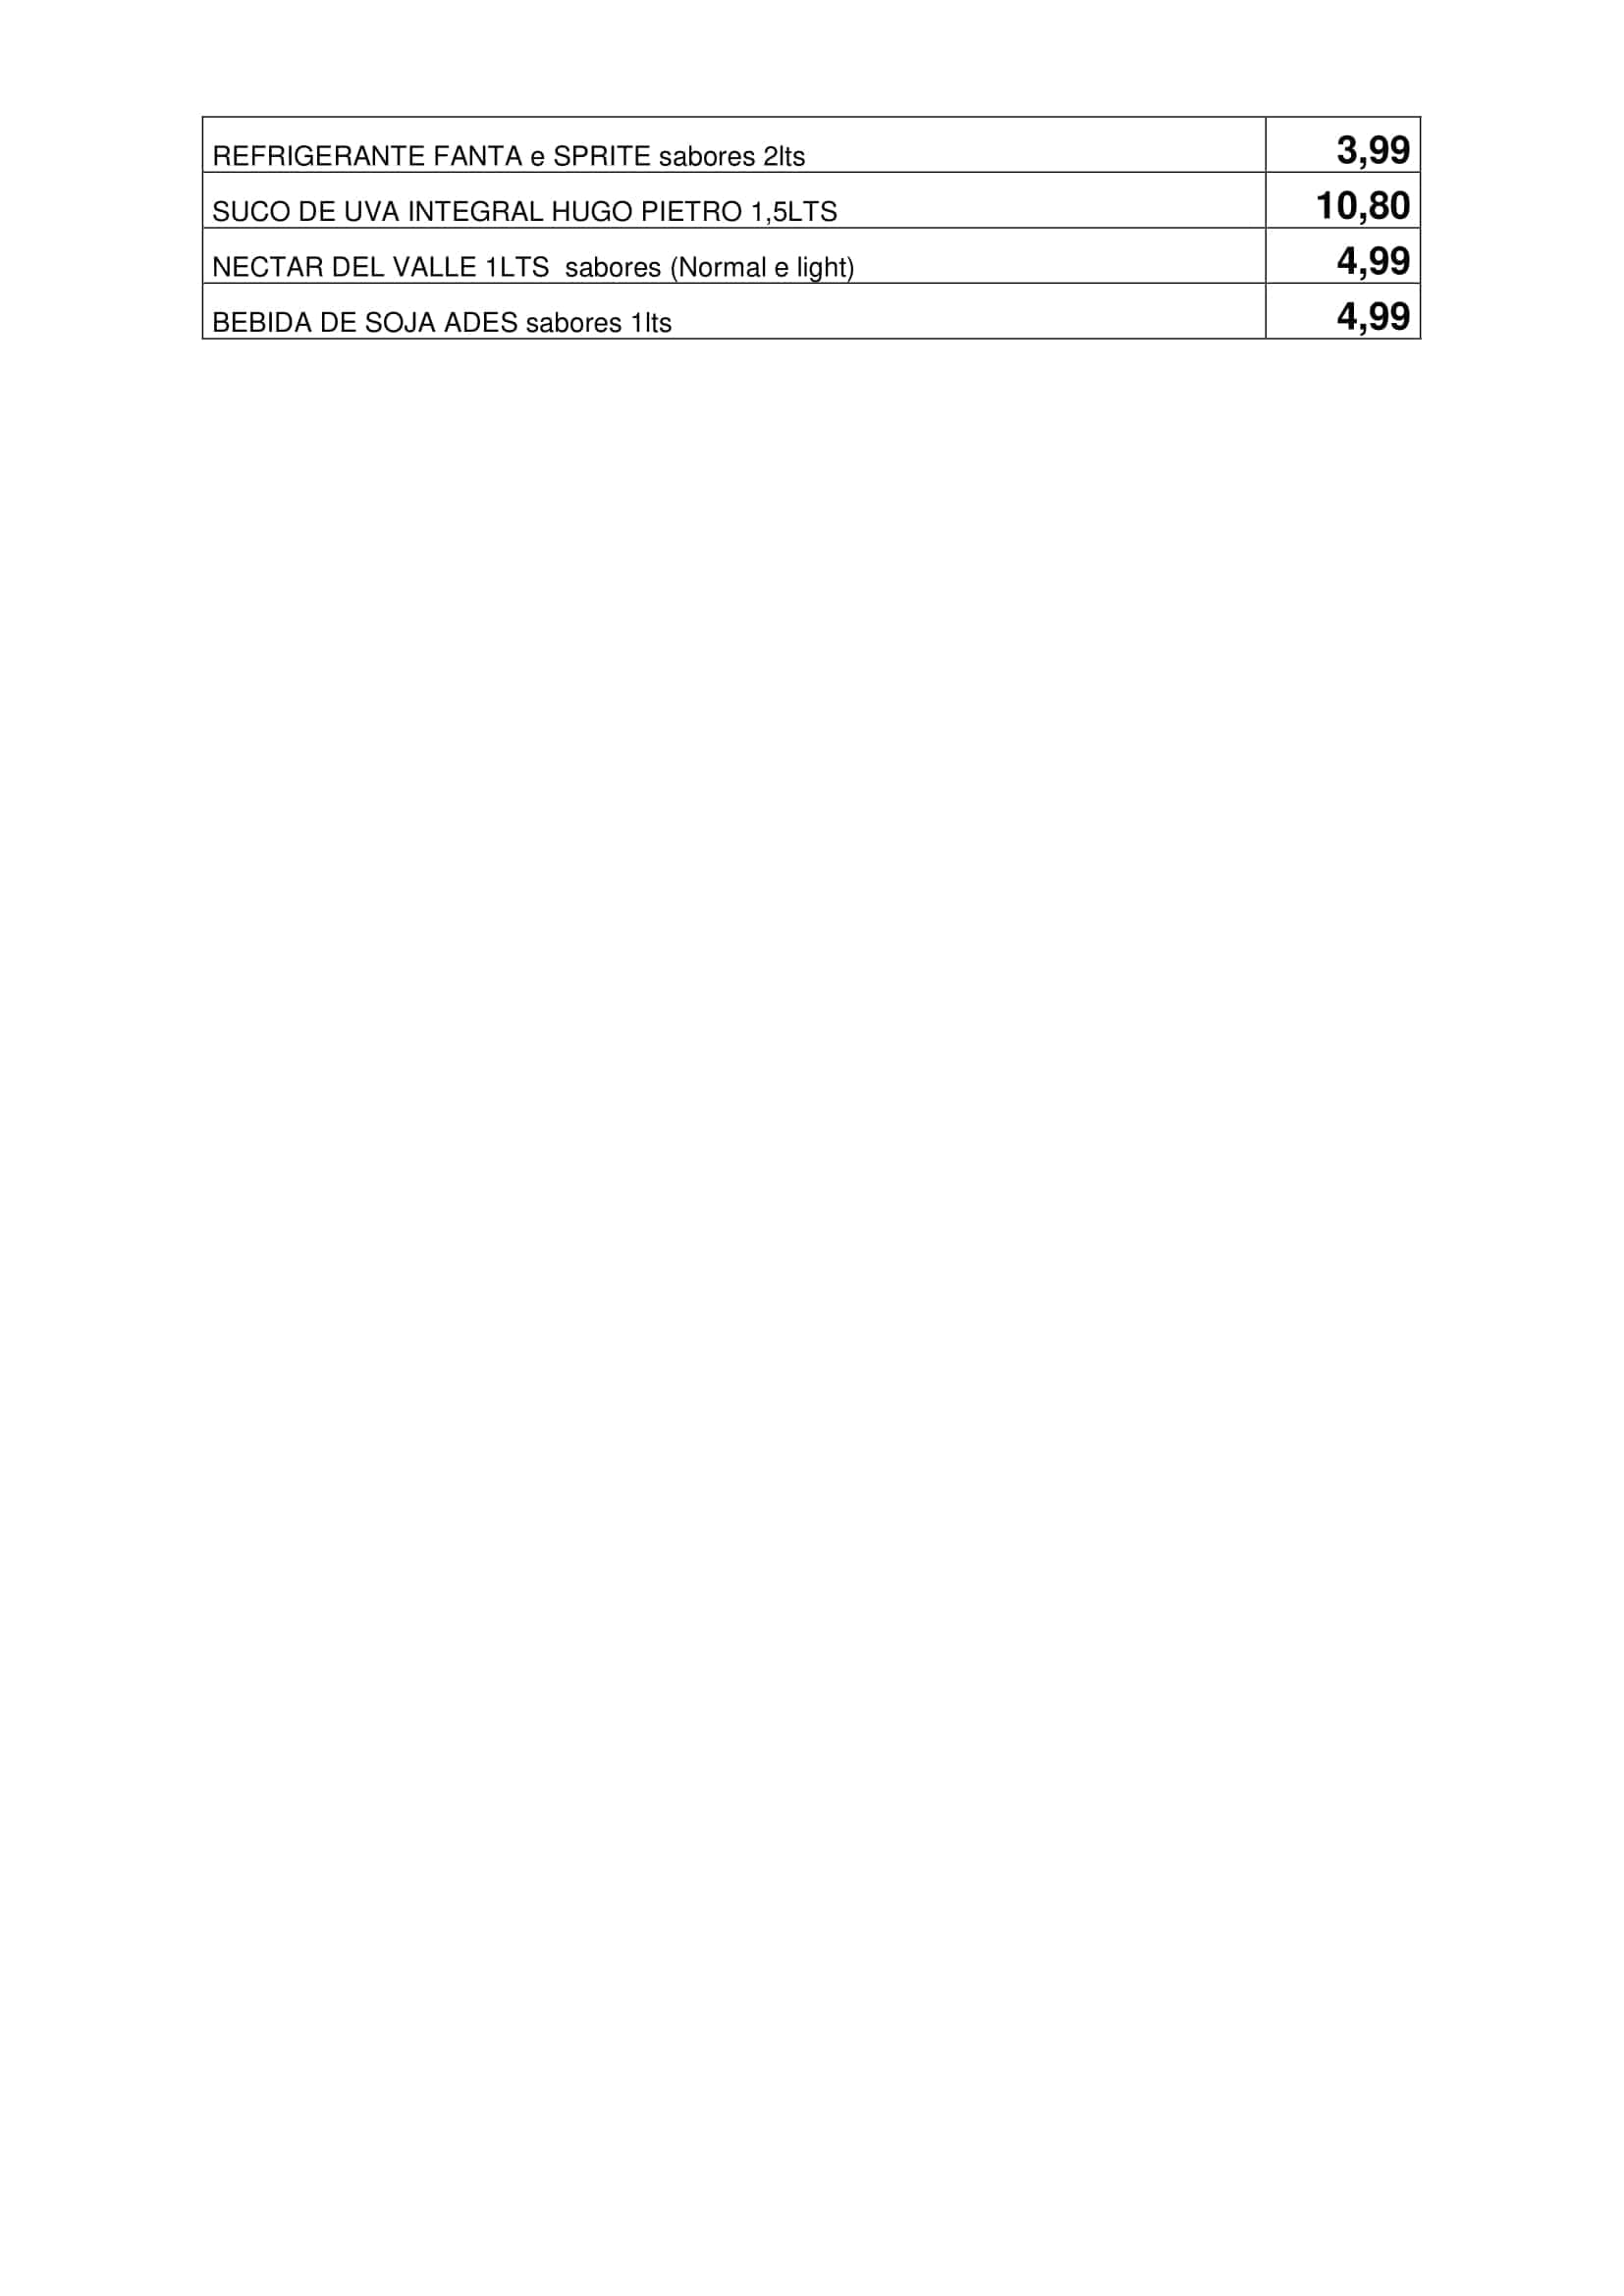 REFRIGERANTE FANTA e SPRITE sabores 2lts 3,99
SUCO DE UVA INTEGRAL HUGO PIETRO 1,5LTS 10,80
NECTAR DEL VALLE 1LTS  sabores (Normal e light) 4,99
BEBIDA DE SOJA ADES sabores 1lts 4,99